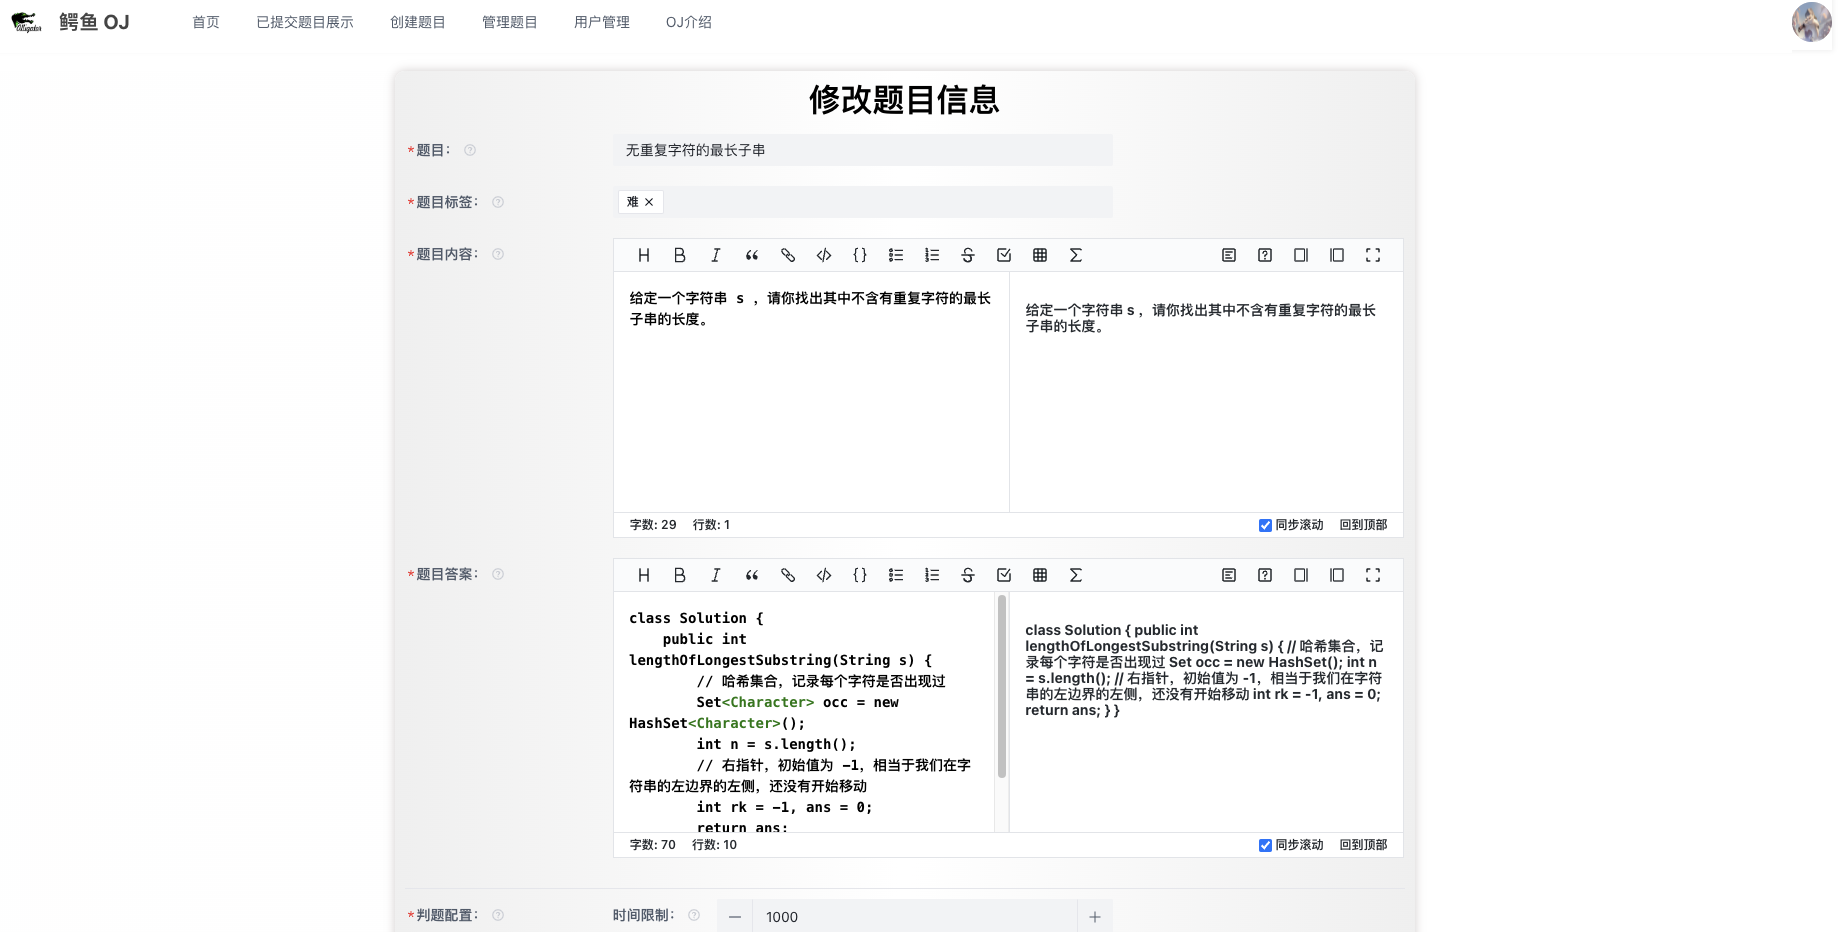 Alligator
鳄鱼 OJ
首页
已提交题目展示
创建题目
管理题目
用户管理
OJ介绍
修改题目信息
*题目：
无重复字符的最长子串
*题目标签：
难
*题目内容：
给定一个字符串 s ，请你找出其中不含有重复字符的最长
子串的长度。
给定一个字符串 s ，请你找出其中不含有重复字符的最长
子串的长度。
字数: 29
行数: 1
同步滚动
回到顶部
*题目答案：
class Solution {
    public int
lengthOfLongestSubstring(String s) {
        // 哈希集合，记录每个字符是否出现过
        Set<Character> occ = new
HashSet<Character>();
        int n = s.length();
        // 右指针，初始值为 -1，相当于我们在字
符串的左边界的左侧，还没有开始移动
        int rk = -1, ans = 0;
        return ans;
class Solution { public int
lengthOfLongestSubstring(String s) { // 哈希集合，记
录每个字符是否出现过 Set occ = new HashSet(); int n
= s.length(); // 右指针，初始值为 -1，相当于我们在字符
串的左边界的左侧，还没有开始移动 int rk = -1, ans = 0;
return ans; } }
字数: 70
行数: 10
同步滚动
回到顶部
*判题配置：
时间限制：
1000